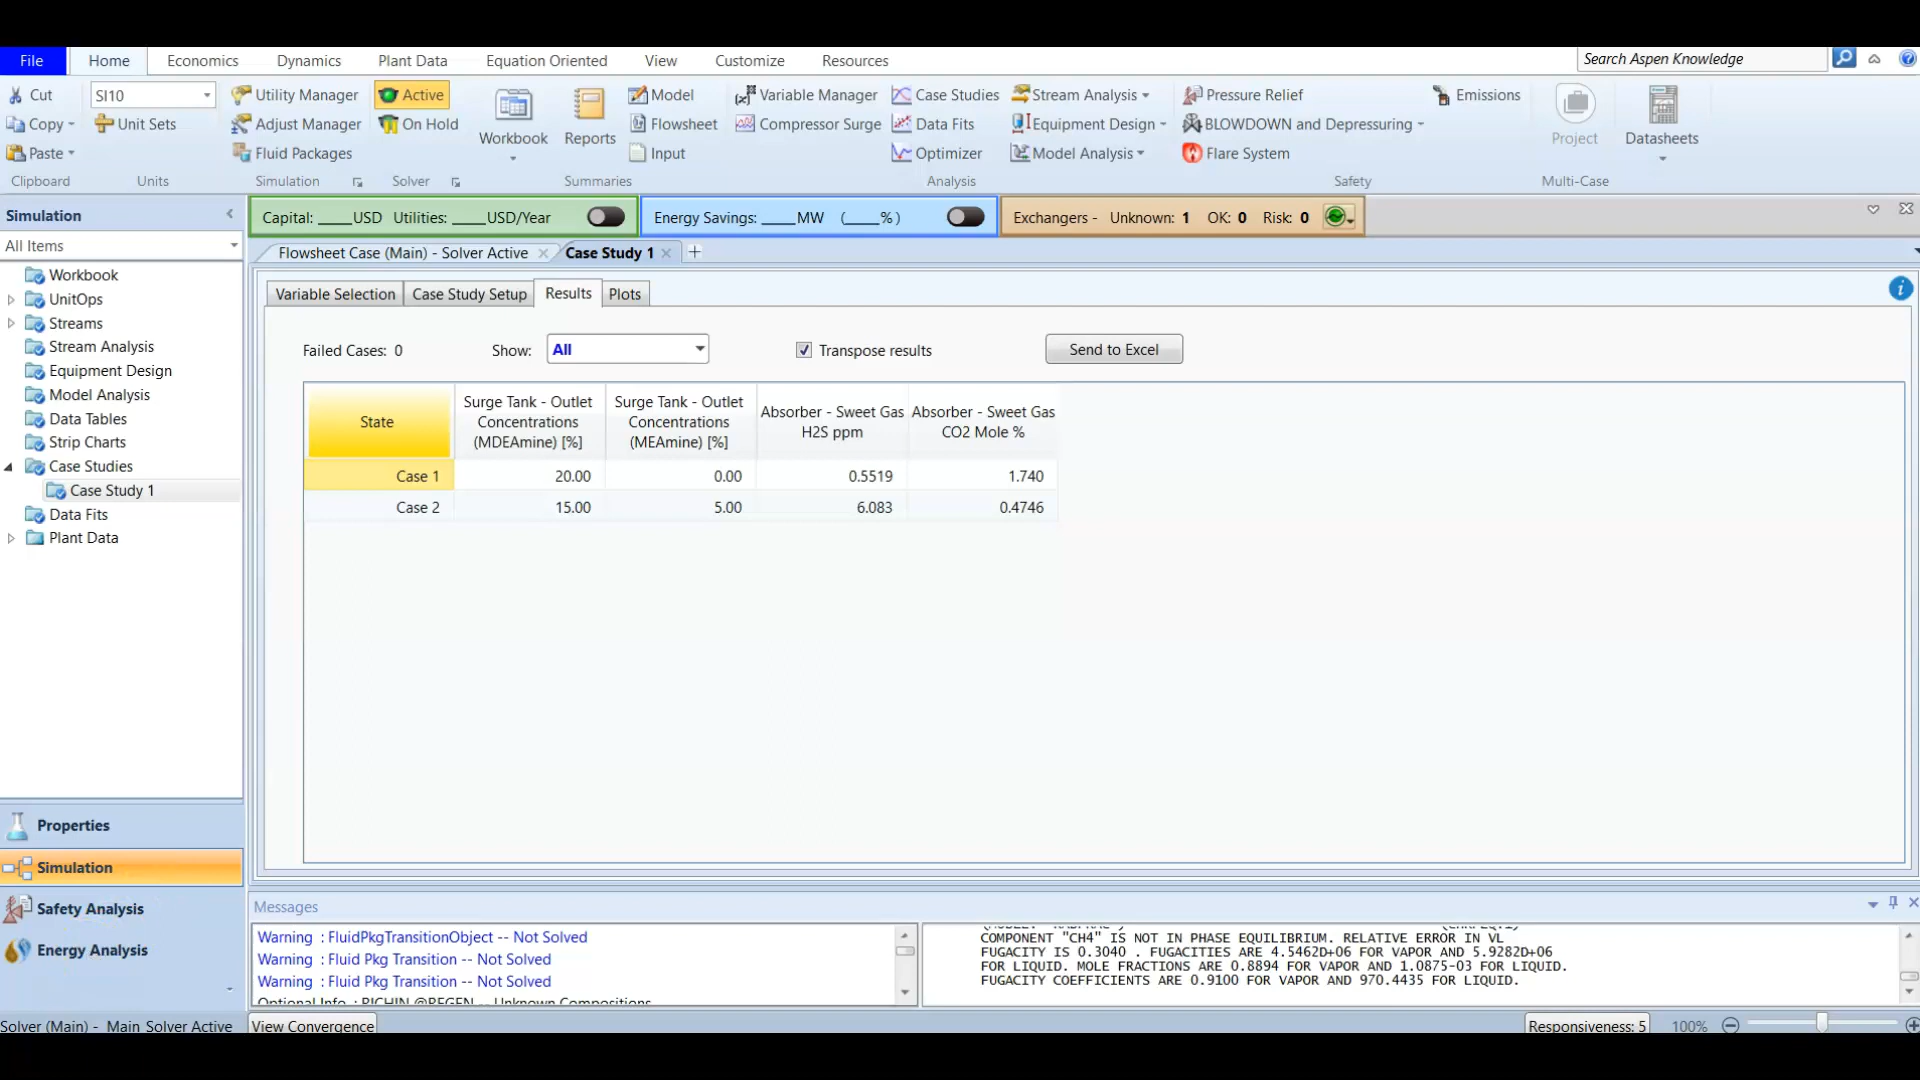 File Home Economics Dynamics Plant Data Equation Oriented View Customize Resources Search Aspen Knowledge
Cut SI10 Utility Manager Active Model Variable Manager Case Studies Stream Analysis Pressure Relief Emissions
Copy Unit Sets Adjust Manager On Hold Workbook Reports Flowsheet Compressor Surge Data Fits Equipment Design BLOWDOWN and Depressuring Project Datasheets
Paste Fluid Packages Input Optimizer Model Analysis Flare System
Clipboard Units Simulation Solver Summaries Analysis Safety Multi-Case
Simulation
Capital: ____USD Utilities: ____USD/Year Energy Savings: ____MW (____%) Exchangers - Unknown: 1 OK: 0 Risk: 0
All Items
Flowsheet Case (Main) - Solver Active Case Study 1
Workbook
UnitOps
Streams
Stream Analysis
Equipment Design
Model Analysis
Data Tables
Strip Charts
Case Studies
Case Study 1
Data Fits
Plant Data
Variable Selection Case Study Setup Results Plots
Failed Cases: 0 Show: All Transpose results Send to Excel
State
Surge Tank - Outlet
Concentrations
(MDEAmine) [%]
Surge Tank - Outlet
Concentrations
(MEAmine) [%]
Absorber - Sweet Gas
H2S ppm
Absorber - Sweet Gas
CO2 Mole %
Case 1 20.00 0.00 0.5519 1.740
Case 2 15.00 5.00 6.083 0.4746
Properties
Simulation
Safety Analysis
Energy Analysis
Messages
Warning : FluidPkgTransitionObject -- Not Solved
Warning : Fluid Pkg Transition -- Not Solved
Warning : Fluid Pkg Transition -- Not Solved
Optional Info : RICHIN @REGEN -- Unknown Compositions
COMPONENT "CH4" IS NOT IN PHASE EQUILIBRIUM. RELATIVE ERROR IN VL
FUGACITY IS 0.3040 . FUGACITIES ARE 4.5462D+06 FOR VAPOR AND 5.9282D+06
FOR LIQUID. MOLE FRACTIONS ARE 0.8894 FOR VAPOR AND 1.0875-03 FOR LIQUID.
FUGACITY COEFFICIENTS ARE 0.9100 FOR VAPOR AND 970.4435 FOR LIQUID.
Solver (Main) - Main Solver Active View Convergence Responsiveness: 5 100%